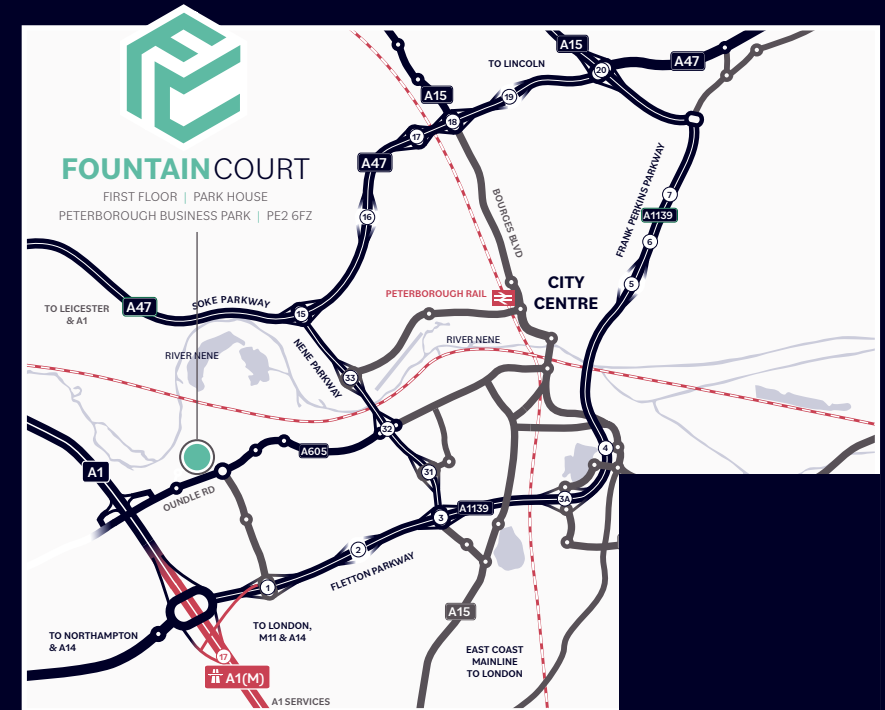 FOUNTAINCOURT
FIRST FLOOR | PARK HOUSE
PETERBOROUGH BUSINESS PARK | PE2 6FZ
A15
A47
TO LINCOLN
20
19
A15
18
17
A47
16
BOURGES BLVD
FRANK PERKINS PARKWAY
7
A1139
6
5
PETERBOROUGH RAIL
CITY
CENTRE
SOKE PARKWAY
A47
TO LEICESTER
& A1
15
RIVER NENE
NENE PARKWAY
RIVER NENE
33
32
A605
31
4
A1
OUNDLE RD
3A
A1139
3
2
FLETTON PARKWAY
1
A15
TO LONDON,
M11 & A14
TO NORTHAMPTON
& A14
17
A1(M)
A1 SERVICES
EAST COAST
MAINLINE
TO LONDON